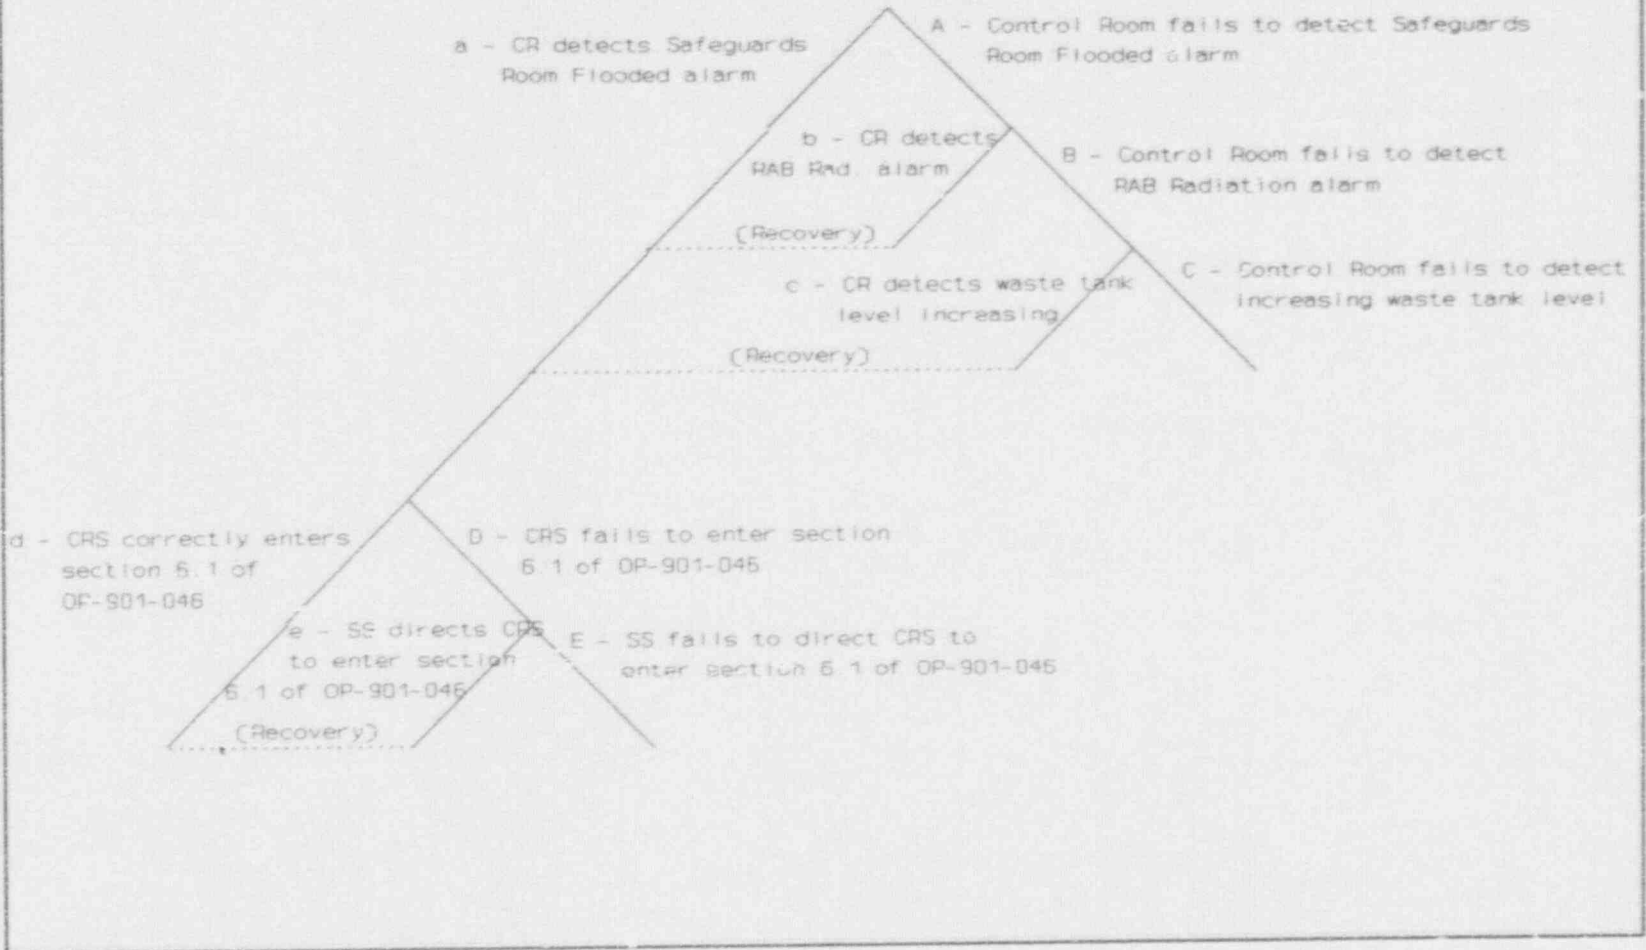 A - Control Room fails to detect Safeguards
Room Flooded alarm
a - CR detects Safeguards
Room Flooded alarm
b - CR detects
RAB Rad. alarm
B - Control Room fails to detect
RAB Radiation alarm
(Recovery)
c - CR detects waste tank
level increasing
C - Control Room fails to detect
increasing waste tank level
(Recovery)
d - CRS correctly enters
section 6.1 of
OP-901-046
D - CRS fails to enter section
6.1 of OP-901-046
e - SS directs CRS
to enter section
6.1 of OP-901-046
E - SS fails to direct CRS to
enter section 6.1 of OP-901-046
(Recovery)